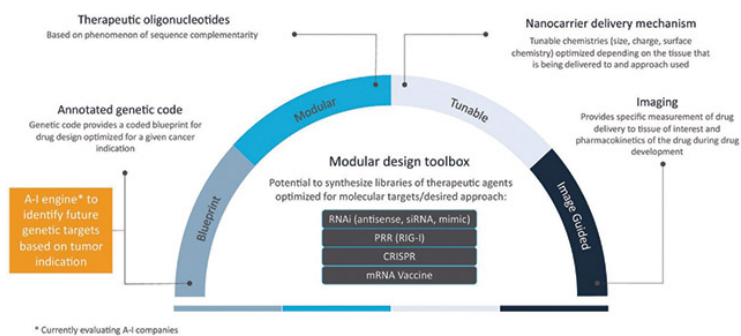 Therapeutic oligonucleotides
Based on phenomenon of sequence complementarity
Nanocarrier delivery mechanism
Tunable chemistries (size, charge, surface
chemistry) optimized depending on the tissue that
is being delivered to and approach used
Annotated genetic code
Genetic code provides a coded blueprint for
drug design optimized for a given cancer
indication
Modular
Tunable
Imaging
Provides specific measurement of drug
delivery to tissue of interest and
pharmacokinetics of the drug during drug
development
A-I engine* to
identify future
genetic targets
based on tumor
indication
Blueprint
Image Guided
Modular design toolbox
Potential to synthesize libraries of therapeutic agents
optimized for molecular targets/desired approach:
RNAi (antisense, siRNA, mimic)
PRR (RIG-I)
CRISPR
mRNA Vaccine
* Currently evaluating A-I companies